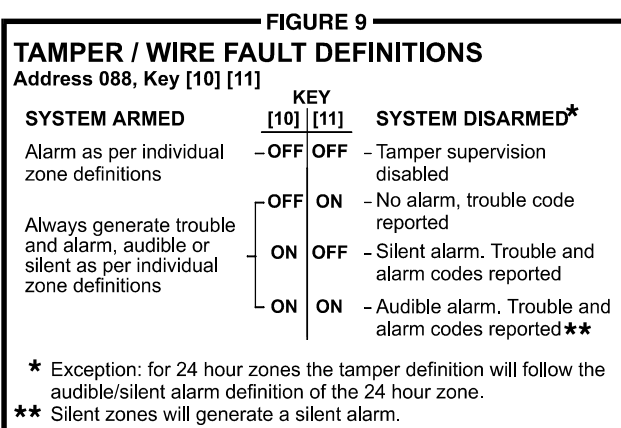 FIGURE 9
TAMPER / WIRE FAULT DEFINITIONS
Address 088, Key [10] [11]
KEY
SYSTEM ARMED [10] [11] SYSTEM DISARMED*
Alarm as per individual zone definitions – OFF OFF – Tamper supervision disabled
Always generate trouble and alarm, audible or silent as per individual zone definitions
OFF ON – No alarm, trouble code reported
ON OFF – Silent alarm. Trouble and alarm codes reported
ON ON – Audible alarm. Trouble and alarm codes reported**
* Exception: for 24 hour zones the tamper definition will follow the
audible/silent alarm definition of the 24 hour zone.
** Silent zones will generate a silent alarm.